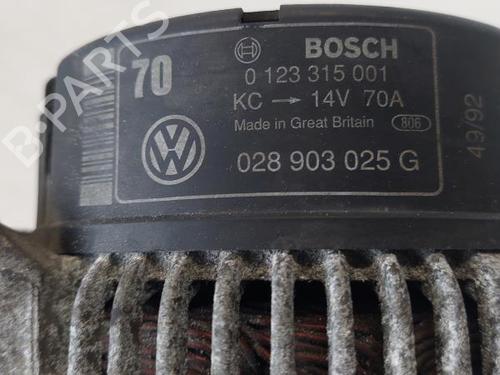 70
BOSCH
0 123 315 001
KC → 14V 70A
Made in Great Britain 806
028 903 025 G
49/92
B-PARTS